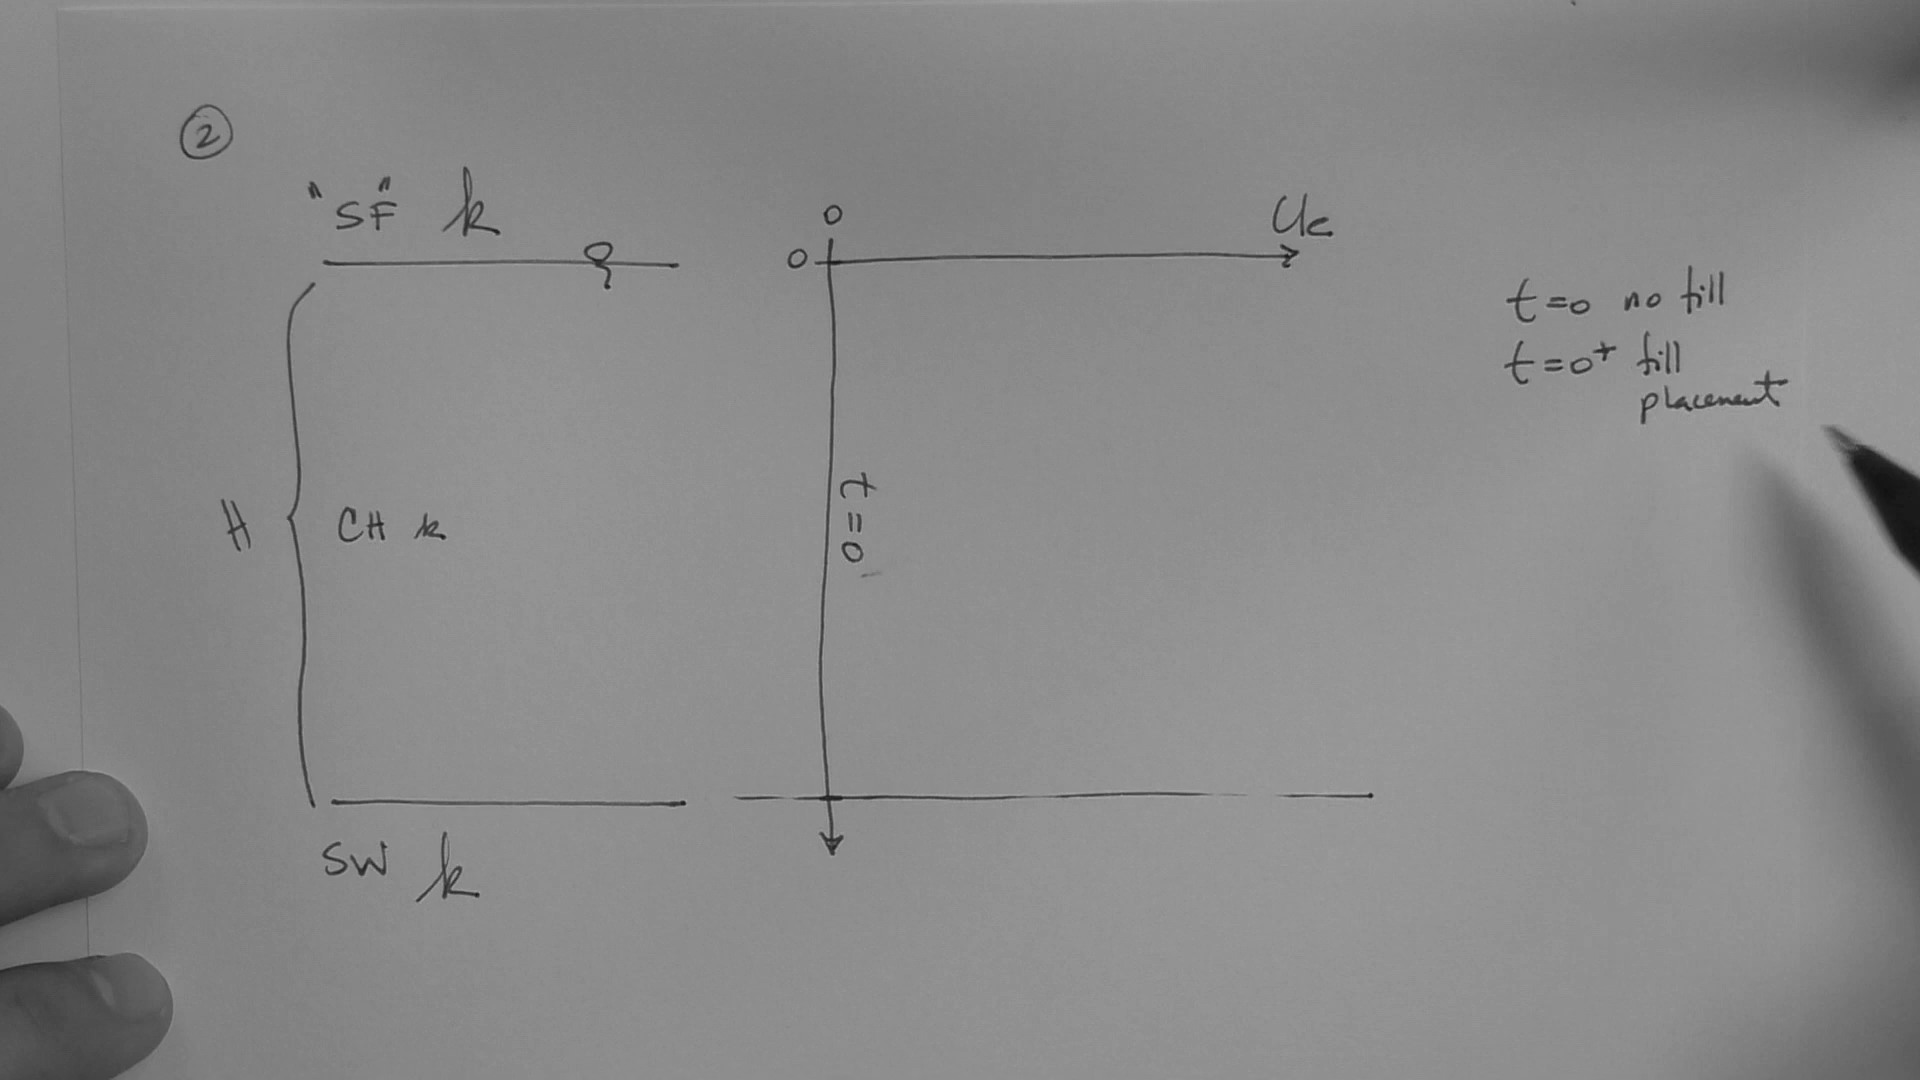 ②
"SF" k
0
Ue
0
t=0 no fill
t=0⁺ fill
placement
t=0
H
CH k
SW k